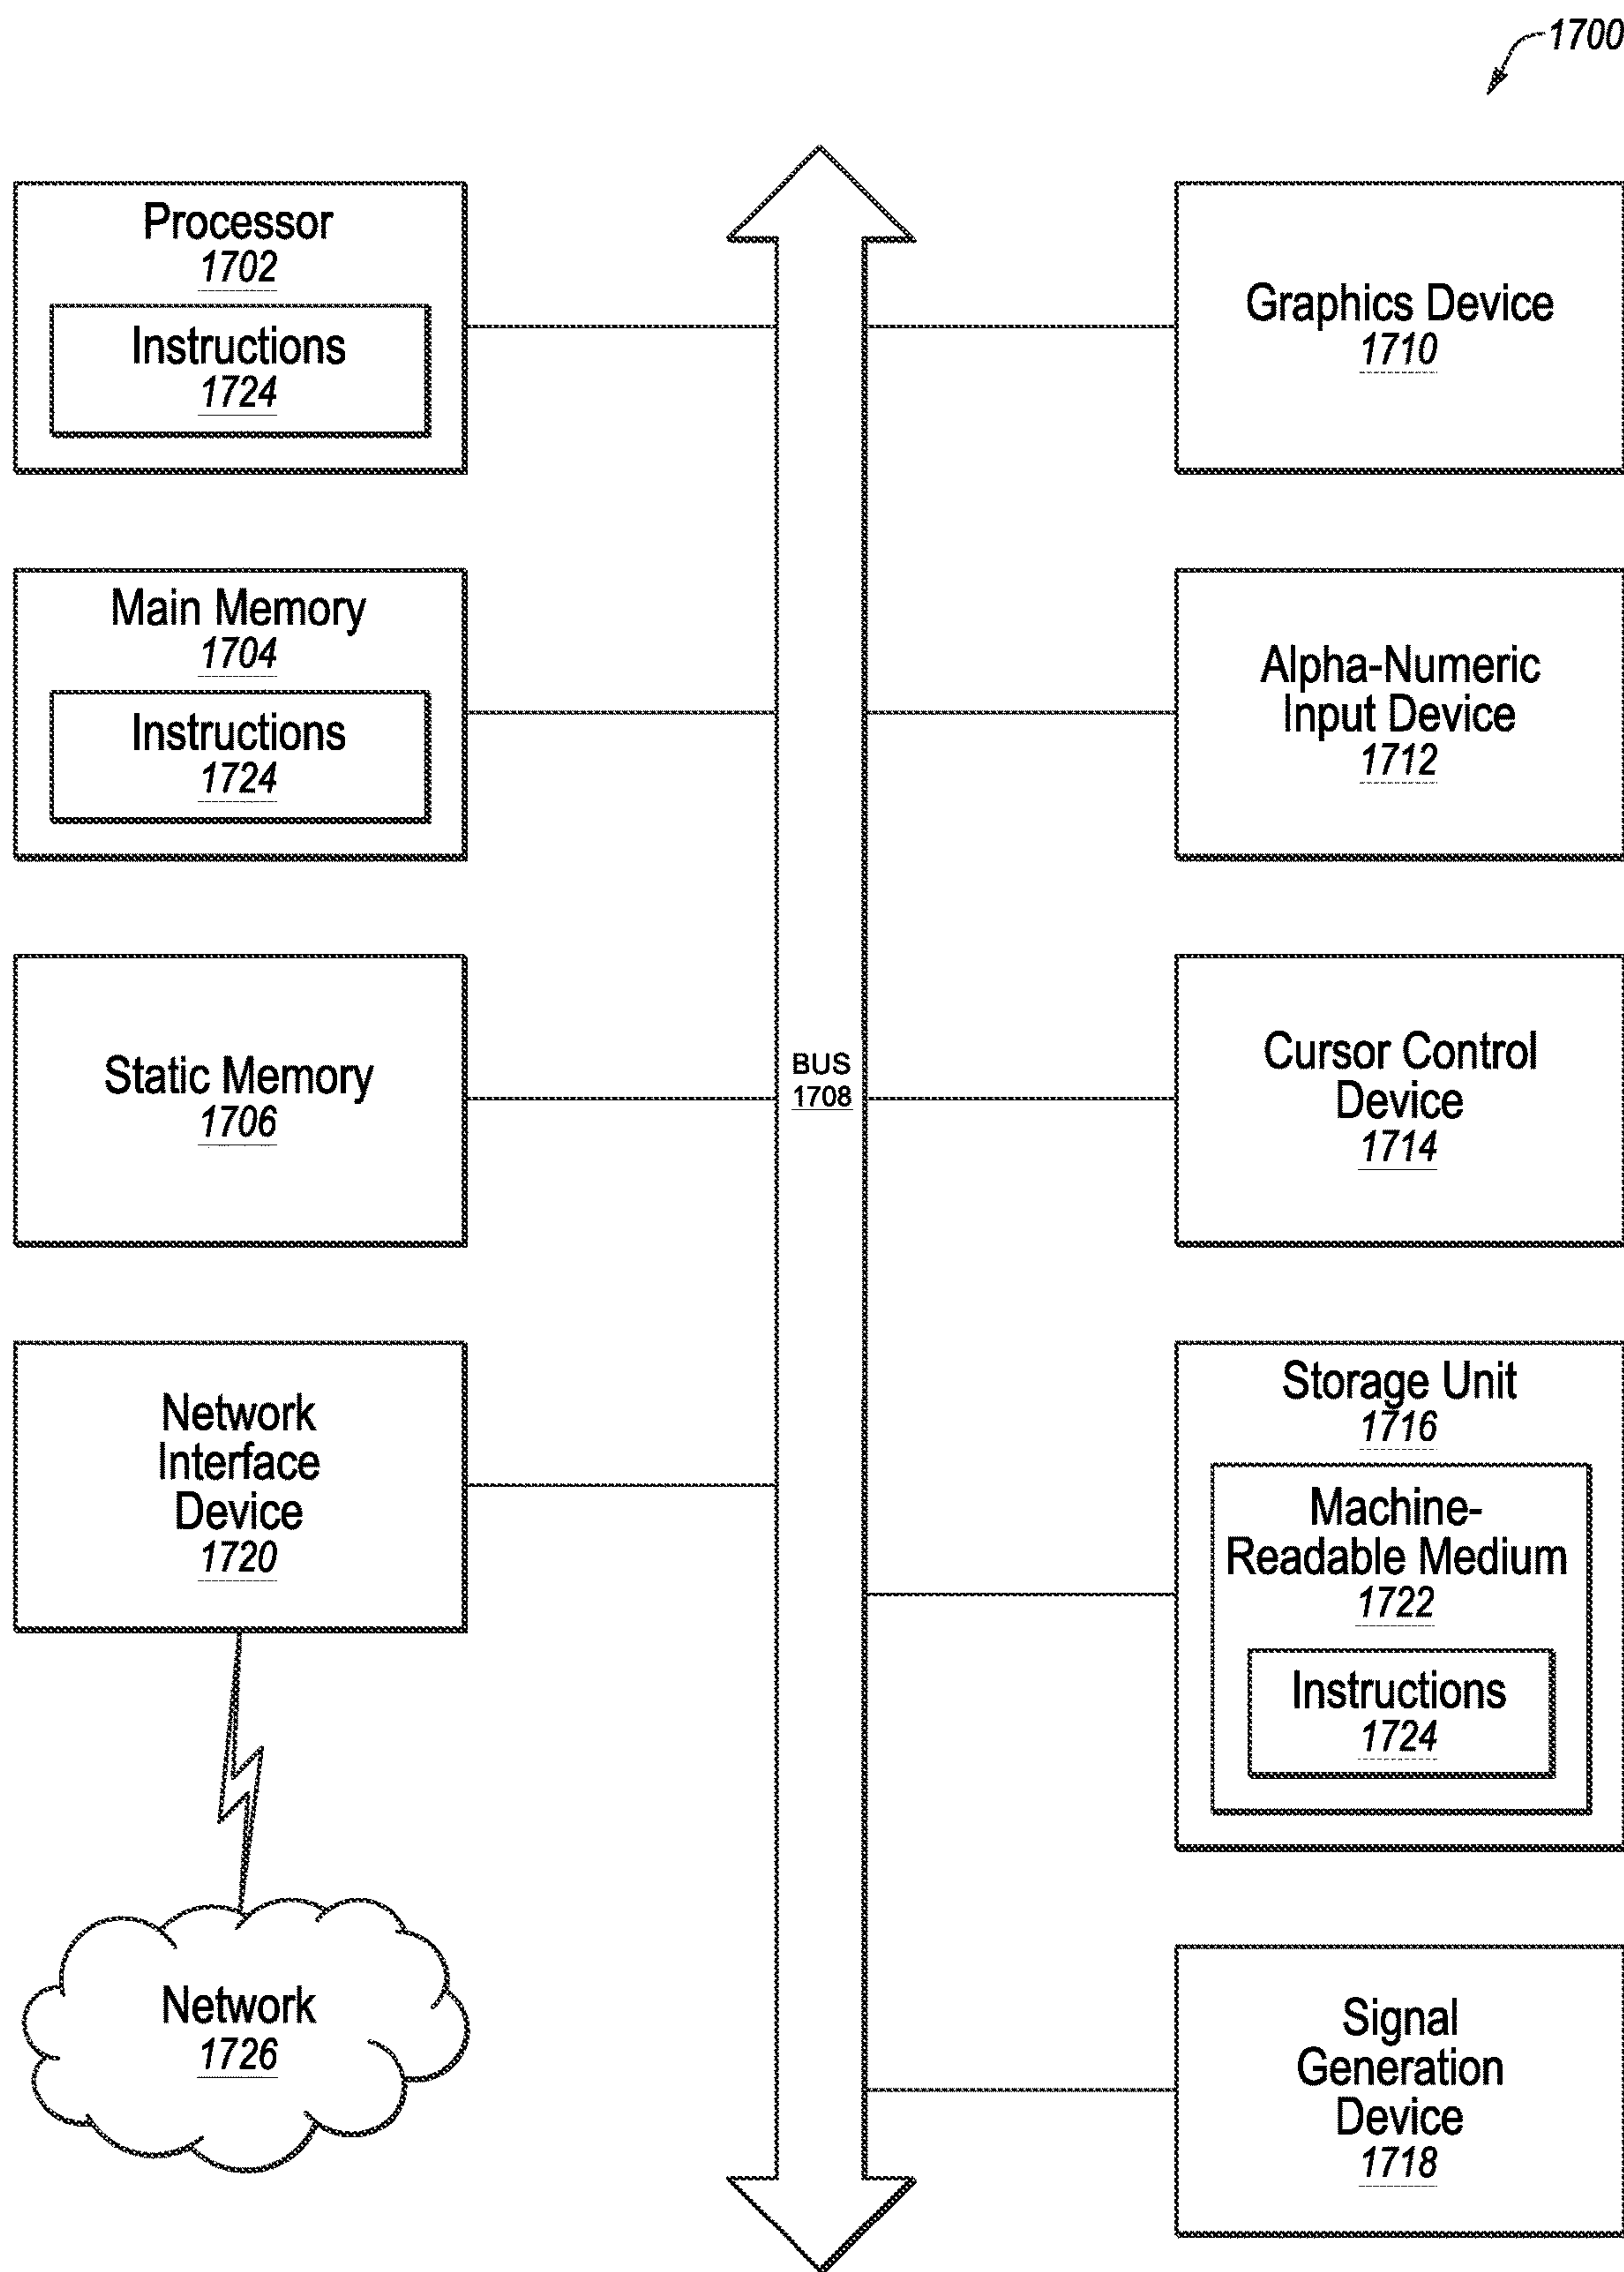 1700
Processor
1702
Instructions
1724
Graphics Device
1710
Main Memory
1704
Instructions
1724
Alpha-Numeric
Input Device
1712
Static Memory
1706
BUS
1708
Cursor Control
Device
1714
Network
Interface
Device
1720
Storage Unit
1716
Machine-
Readable Medium
1722
Instructions
1724
Network
1726
Signal
Generation
Device
1718